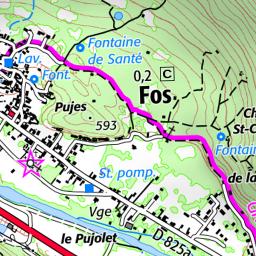 Fontaine
de Santé
Lav.
Font.
0,2
C
Fos
Pujes
593
Ch
St-C
Fontain
de la
St. pomp.
Vge
le Pujolet
D 825a